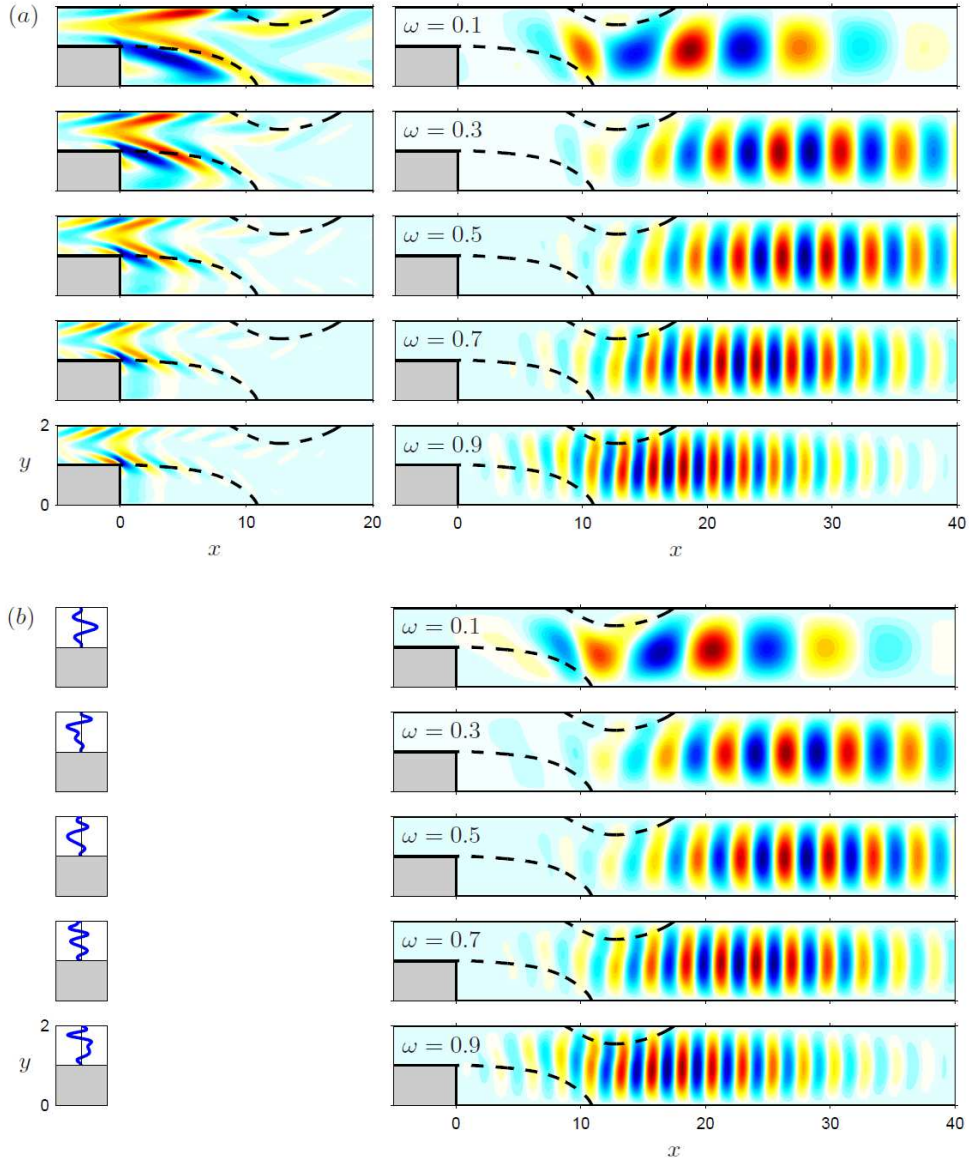 (a)
ω = 0.1
ω = 0.3
ω = 0.5
ω = 0.7
ω = 0.9
2
y
0
0 10 20
x
0 10 20 30 40
x
(b)
ω = 0.1
ω = 0.3
ω = 0.5
ω = 0.7
ω = 0.9
2
y
0
0 10 20 30 40
x